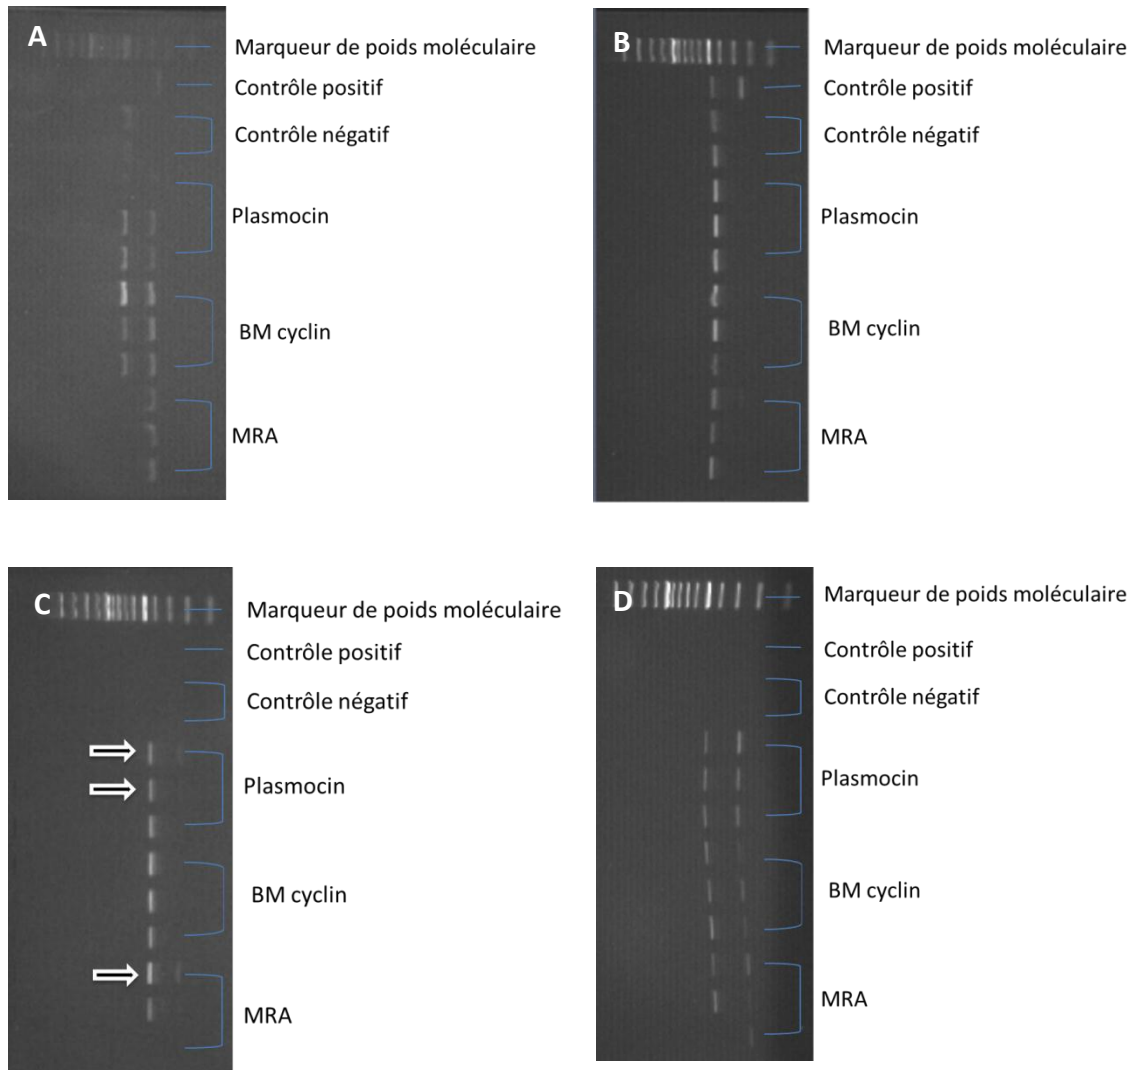 A
Marqueur de poids moléculaire
Contrôle positif
Contrôle négatif
Plasmocin
BM cyclin
MRA
B
Marqueur de poids moléculaire
Contrôle positif
Contrôle négatif
Plasmocin
BM cyclin
MRA
C
Marqueur de poids moléculaire
Contrôle positif
Contrôle négatif
Plasmocin
BM cyclin
MRA
D
Marqueur de poids moléculaire
Contrôle positif
Contrôle négatif
Plasmocin
BM cyclin
MRA